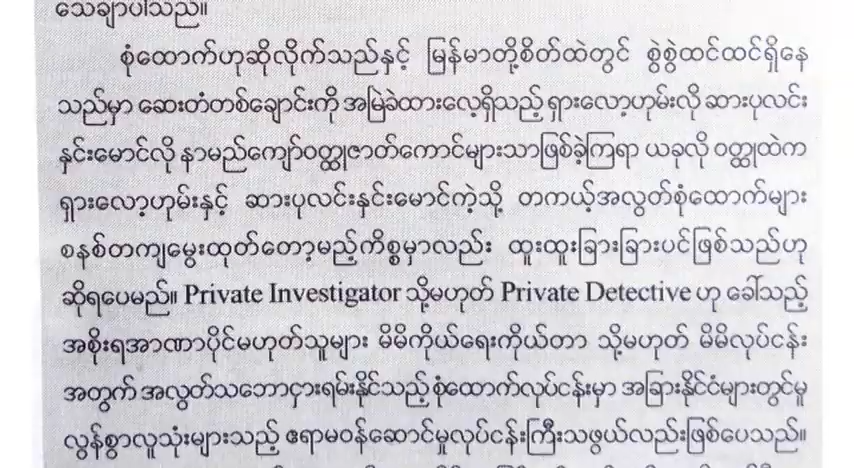 သေချာပါသည်။
စုံထောက်ဟုဆိုလိုက်သည်နှင့် မြန်မာတို့စိတ်ထဲတွင် စွဲစွဲထင်ထင်ရှိနေ
သည်မှာ ဆေးတံတစ်ချောင်းကို အမြဲခဲထားလေ့ရှိသည့် ရှားလော့ဟုမ်းလို ဆားပုလင်း
နှင်းမောင်လို နာမည်ကျော်ဝတ္ထုဇာတ်ကောင်များသာဖြစ်ခဲ့ကြရာ ယခုလို ဝတ္ထုထဲက
ရှားလော့ဟုမ်းနှင့် ဆားပုလင်းနှင်းမောင်ကဲ့သို့ တကယ့်အလွတ်စုံထောက်များ
စနစ်တကျမွေးထုတ်တော့မည့်ကိစ္စမှာလည်း ထူးထူးခြားခြားပင်ဖြစ်သည်ဟု
ဆိုရပေမည်။ Private Investigator သို့မဟုတ် Private Detective ဟု ခေါ်သည့်
အစိုးရအာဏာပိုင်မဟုတ်သူများ မိမိကိုယ်ရေးကိုယ်တာ သို့မဟုတ် မိမိလုပ်ငန်း
အတွက် အလွတ်သဘောငှားရမ်းနိုင်သည့် စုံထောက်လုပ်ငန်းမှာ အခြားနိုင်ငံများတွင်မူ
လွန်စွာလူသုံးများသည့် ဧရာမဝန်ဆောင်မှုလုပ်ငန်းကြီးသဖွယ်လည်းဖြစ်ပေသည်။